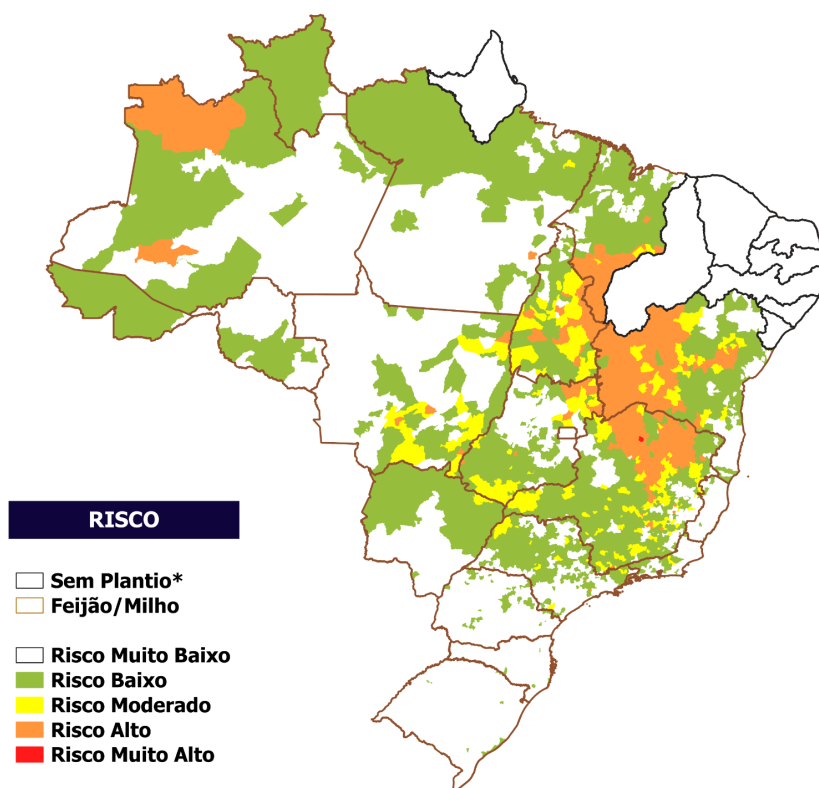 RISCO
Sem Plantio*
Feijão/Milho
Risco Muito Baixo
Risco Baixo
Risco Moderado
Risco Alto
Risco Muito Alto